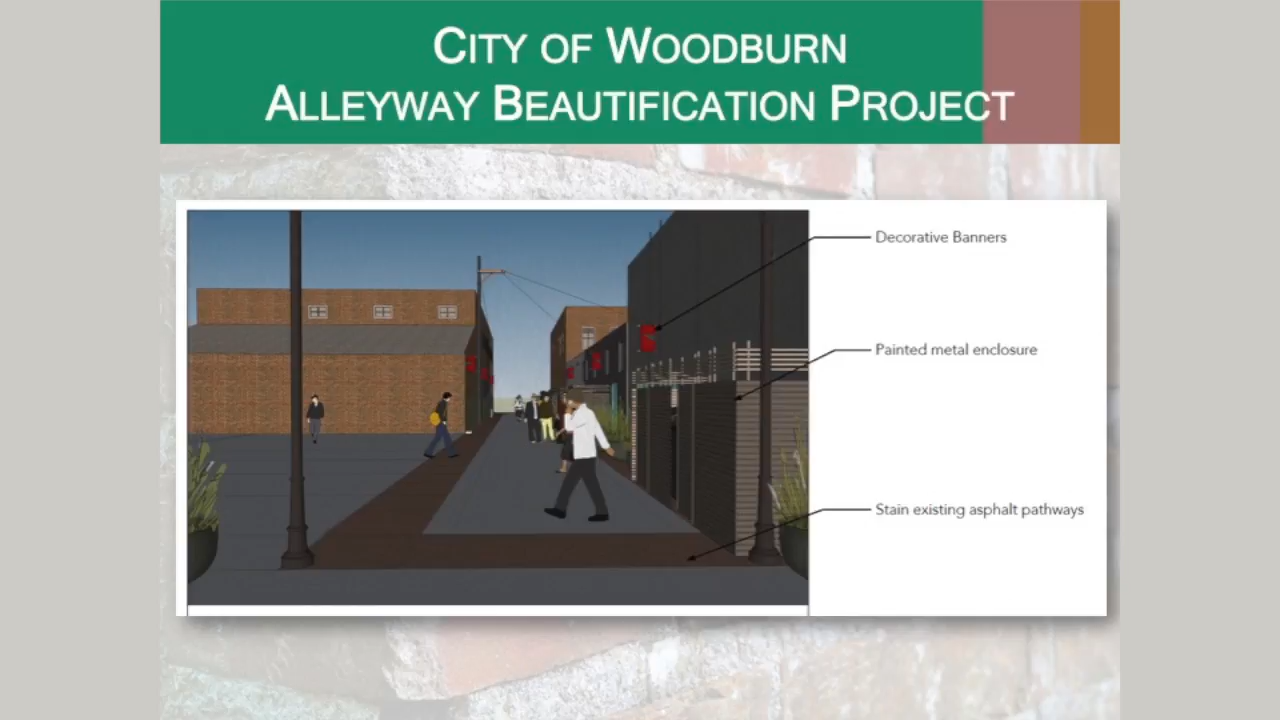 CITY OF WOODBURN
ALLEYWAY BEAUTIFICATION PROJECT
Decorative Banners
Painted metal enclosure
Stain existing asphalt pathways